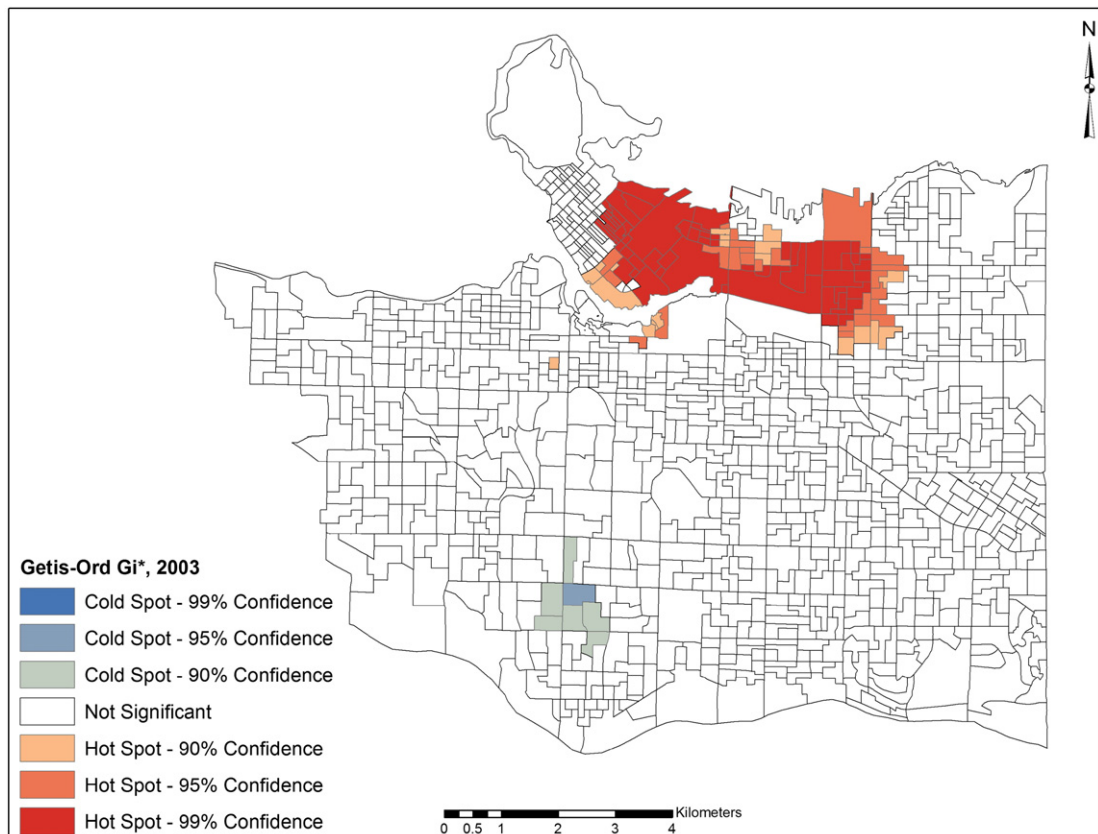 N
Getis-Ord Gi*, 2003
Cold Spot - 99% Confidence
Cold Spot - 95% Confidence
Cold Spot - 90% Confidence
Not Significant
Hot Spot - 90% Confidence
Hot Spot - 95% Confidence
Hot Spot - 99% Confidence
Kilometers
0 0.5 1 2 3 4